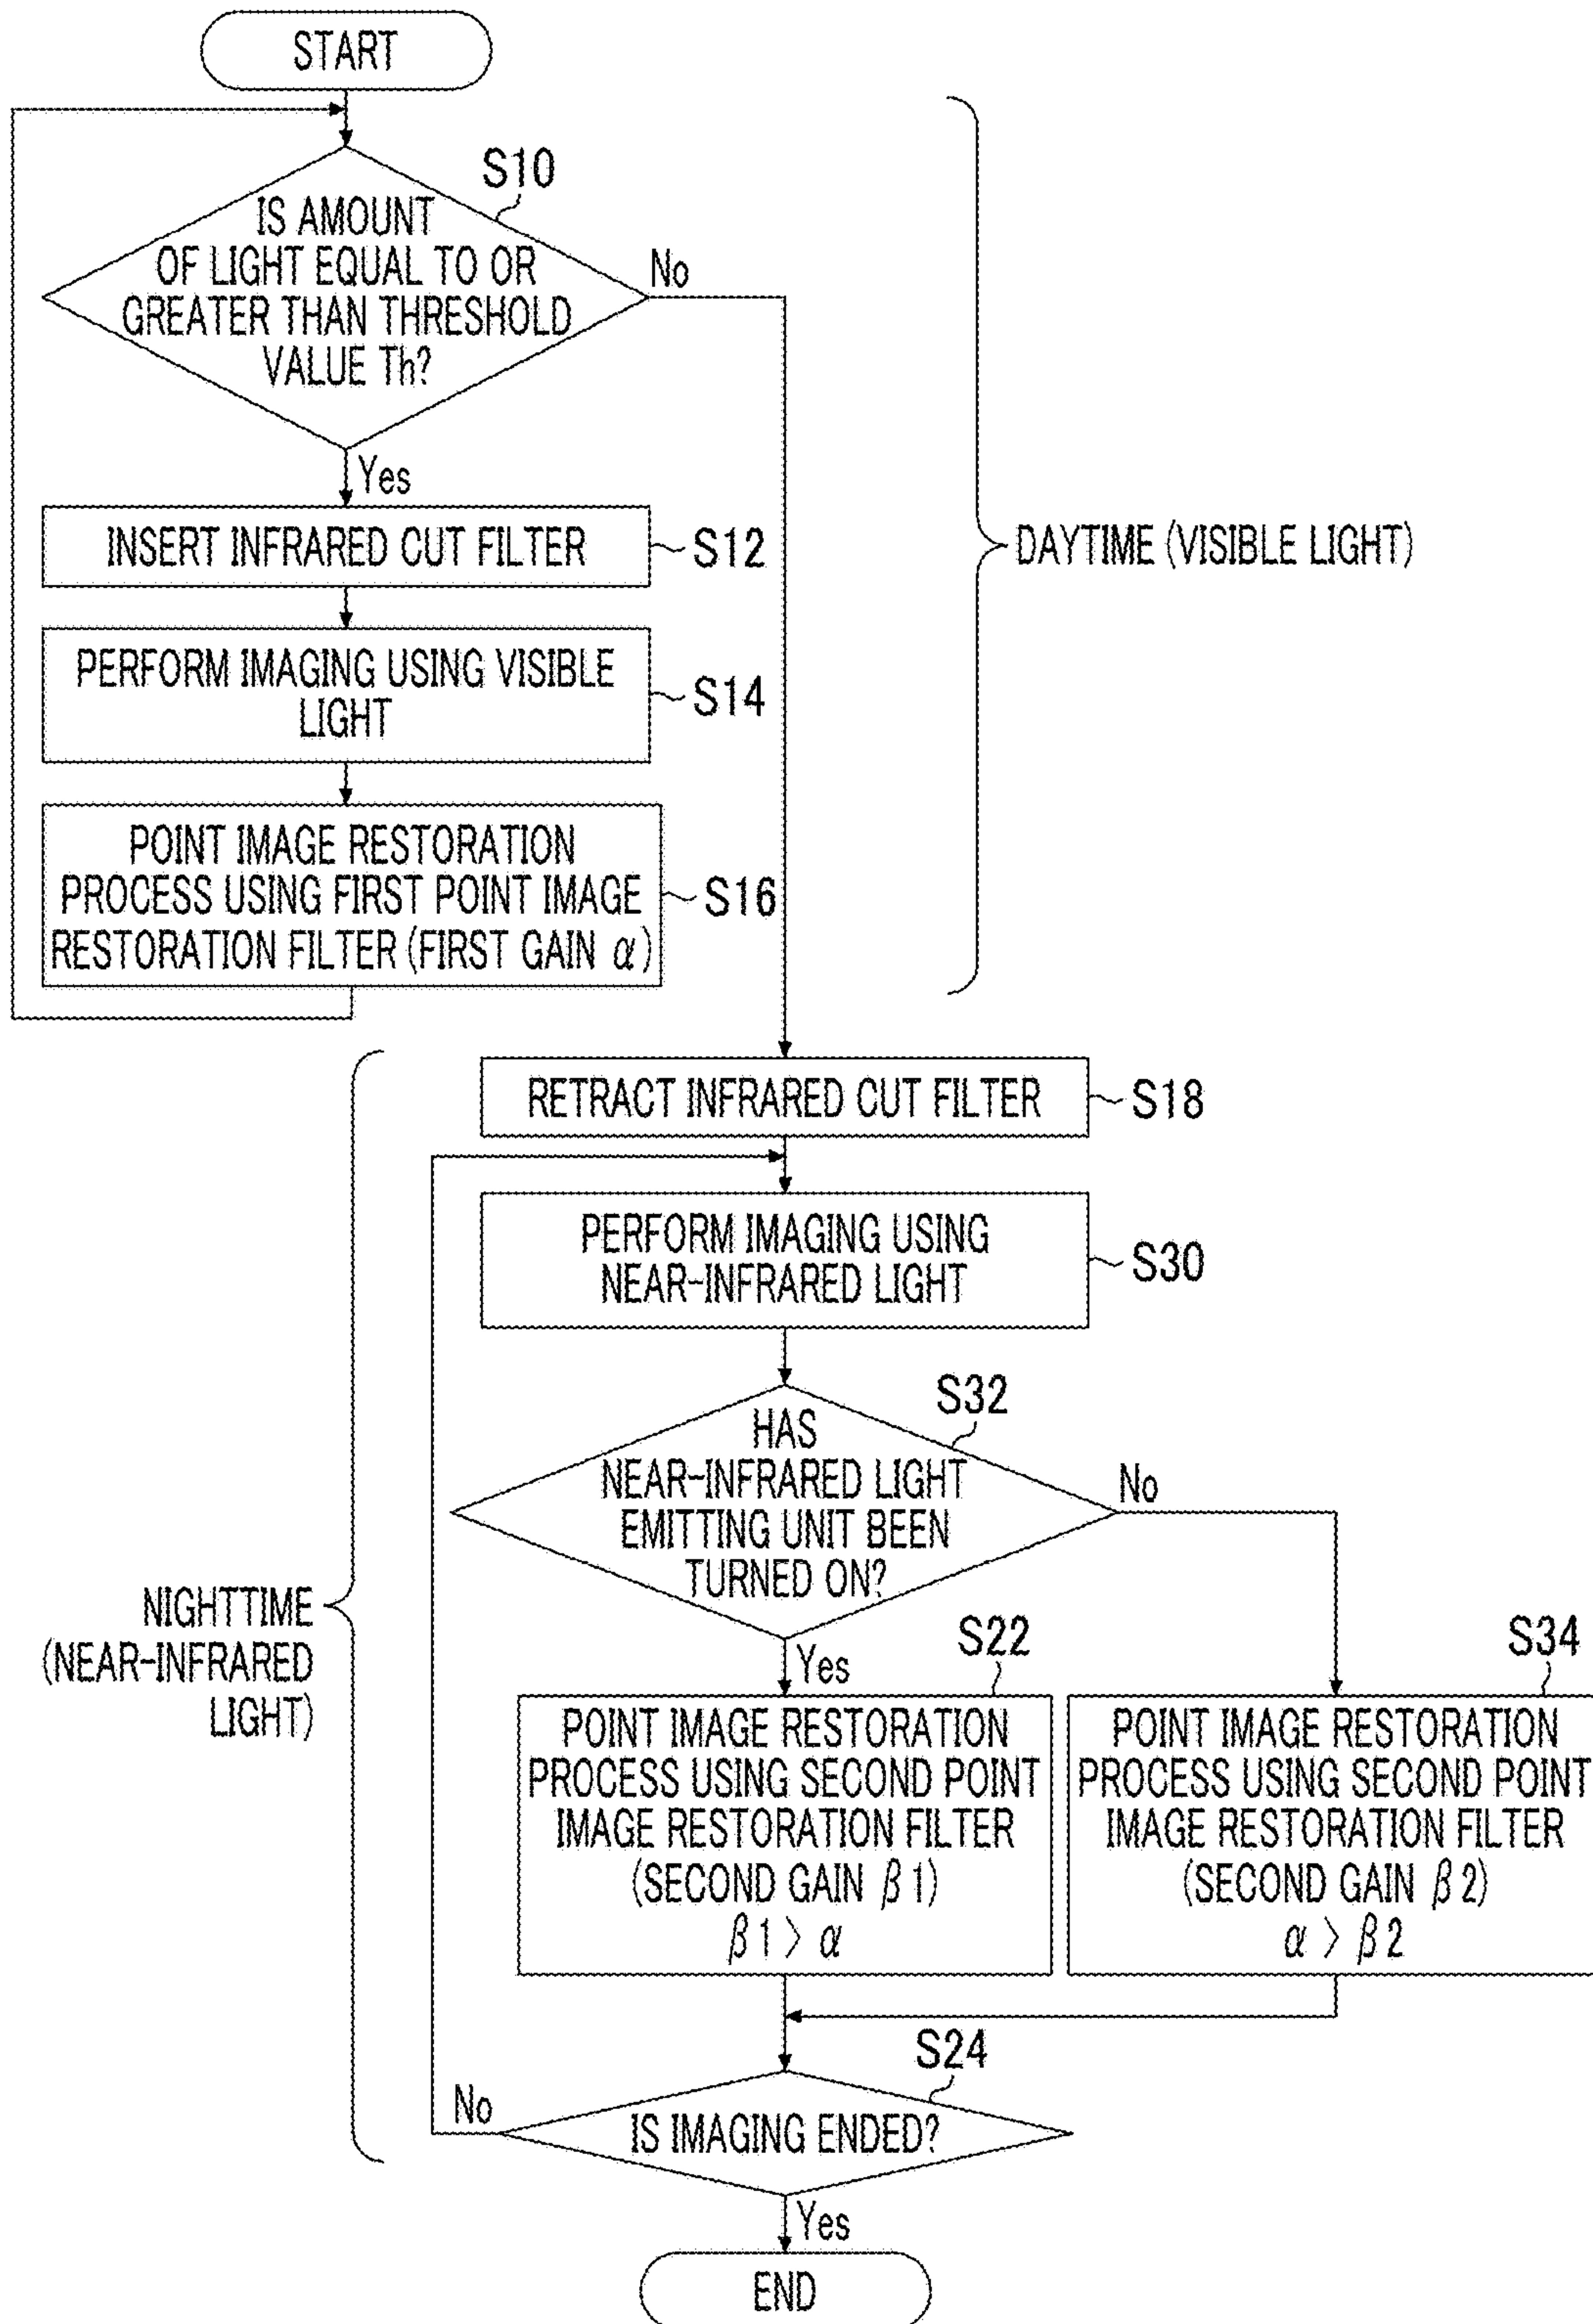 START
S10
IS AMOUNT
OF LIGHT EQUAL TO OR
GREATER THAN THRESHOLD
VALUE Th?
No
Yes
INSERT INFRARED CUT FILTER
S12
DAYTIME (VISIBLE LIGHT)
PERFORM IMAGING USING VISIBLE
LIGHT
S14
POINT IMAGE RESTORATION
PROCESS USING FIRST POINT IMAGE
RESTORATION FILTER (FIRST GAIN α)
S16
RETRACT INFRARED CUT FILTER
S18
PERFORM IMAGING USING
NEAR-INFRARED LIGHT
S30
S32
HAS
NEAR-INFRARED LIGHT
EMITTING UNIT BEEN
TURNED ON?
No
Yes
NIGHTTIME
(NEAR-INFRARED
LIGHT)
S22
POINT IMAGE RESTORATION
PROCESS USING SECOND POINT
IMAGE RESTORATION FILTER
(SECOND GAIN β1)
β1 > α
S34
POINT IMAGE RESTORATION
PROCESS USING SECOND POINT
IMAGE RESTORATION FILTER
(SECOND GAIN β2)
α > β2
S24
IS IMAGING ENDED?
No
Yes
END